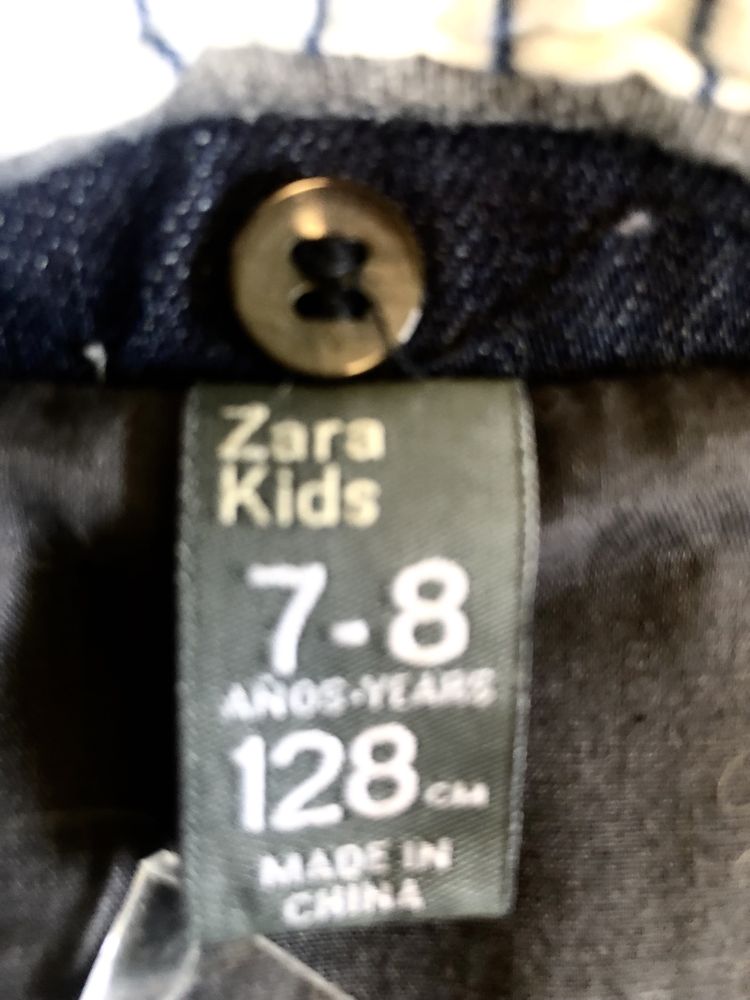 Zara
Kids
7-8
AÑOS•YEARS
128 CM
MADE IN
CHINA